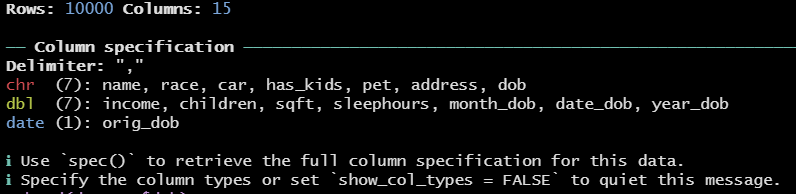 Rows: 10000 Columns: 15
── Column specification ──────────────────────────────
Delimiter: ","
chr  (7): name, race, car, has_kids, pet, address, dob
dbl  (7): income, children, sqft, sleephours, month_dob, date_dob, year_dob
date (1): orig_dob
ℹ Use `spec()` to retrieve the full column specification for this data.
ℹ Specify the column types or set `show_col_types = FALSE` to quiet this message.